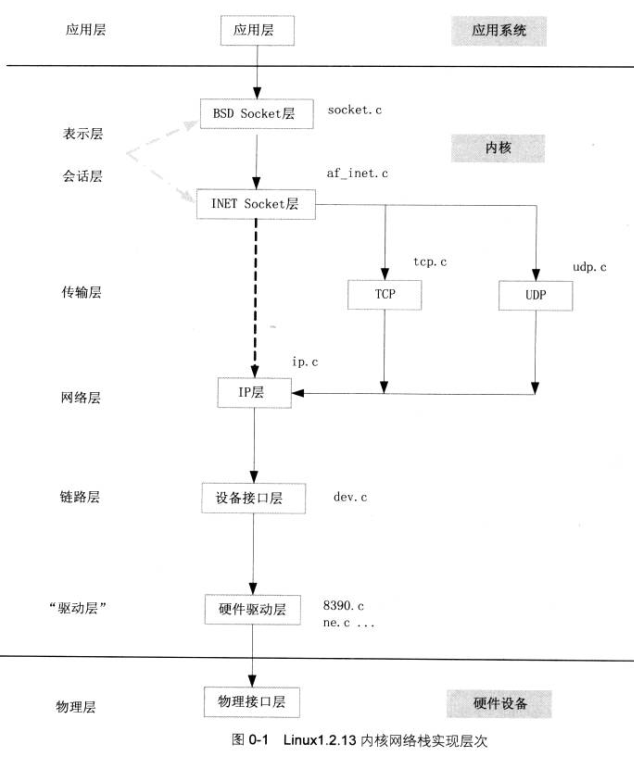 应用层 应用层 应用系统
BSD Socket层 socket.c
表示层 内核
会话层 af_inet.c
INET Socket层
tcp.c udp.c
传输层 TCP UDP
ip.c
网络层 IP层
链路层 设备接口层 dev.c
“驱动层” 硬件驱动层 8390.c
ne.c ...
物理层 物理接口层 硬件设备
图 0-1 Linux1.2.13 内核网络栈实现层次